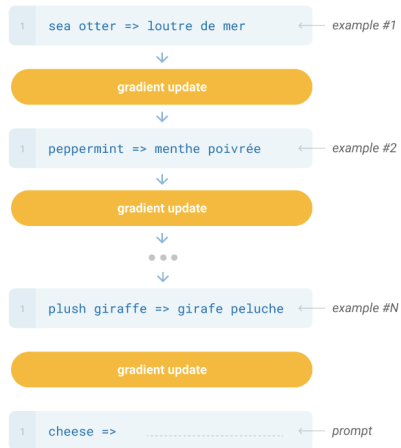 1 sea otter => loutre de mer example #1
gradient update
1 peppermint => menthe poivrée example #2
gradient update
1 plush giraffe => girafe peluche example #N
gradient update
1 cheese => prompt